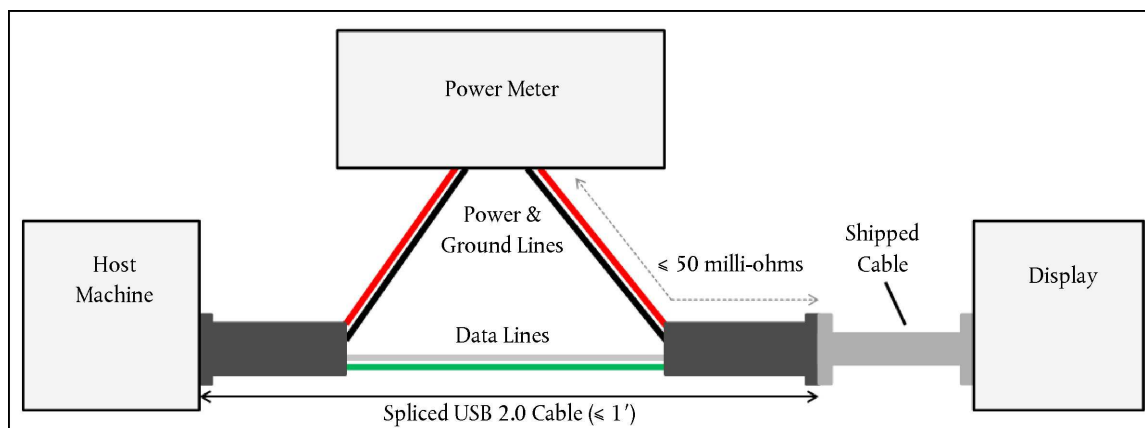 Power Meter
Power &
Ground Lines
Host
Machine
≤ 50 milli-ohms
Shipped
Cable
Display
Data Lines
Spliced USB 2.0 Cable (≤ 1')